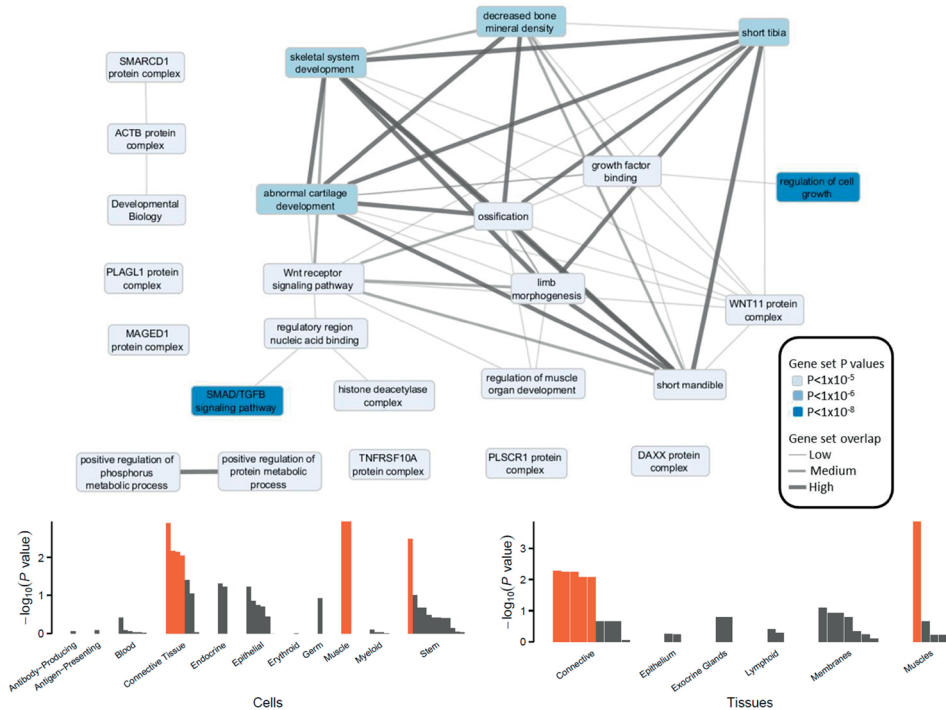 decreased bone
mineral density
short tibia
skeletal system
development
SMARCD1
protein complex
ACTB protein
complex
growth factor
binding
regulation of cell
growth
abnormal cartilage
development
Developmental
Biology
ossification
PLAGL1 protein
complex
Wnt receptor
signaling pathway
limb
morphogenesis
WNT11 protein
complex
MAGED1
protein complex
regulatory region
nucleic acid binding
SMAD/TGFB
signaling pathway
histone deacetylase
complex
regulation of muscle
organ development
short mandible
Gene set P values
P<1x10⁻⁵
P<1x10⁻⁶
P<1x10⁻⁸
Gene set overlap
Low
Medium
High
positive regulation of
phosphorus
metabolic process
positive regulation of
protein metabolic
process
TNFRSF10A
protein complex
PLSCR1 protein
complex
DAXX protein
complex
−log₁₀(P value)
2
1
0
Antibody−Producing
Antigen−Presenting
Blood
Connective Tissue
Endocrine
Epithelial
Erythroid
Germ
Muscle
Myeloid
Stem
Cells
−log₁₀(P value)
3
2
1
0
Connective
Epithelium
Exocrine Glands
Lymphoid
Membranes
Muscles
Tissues